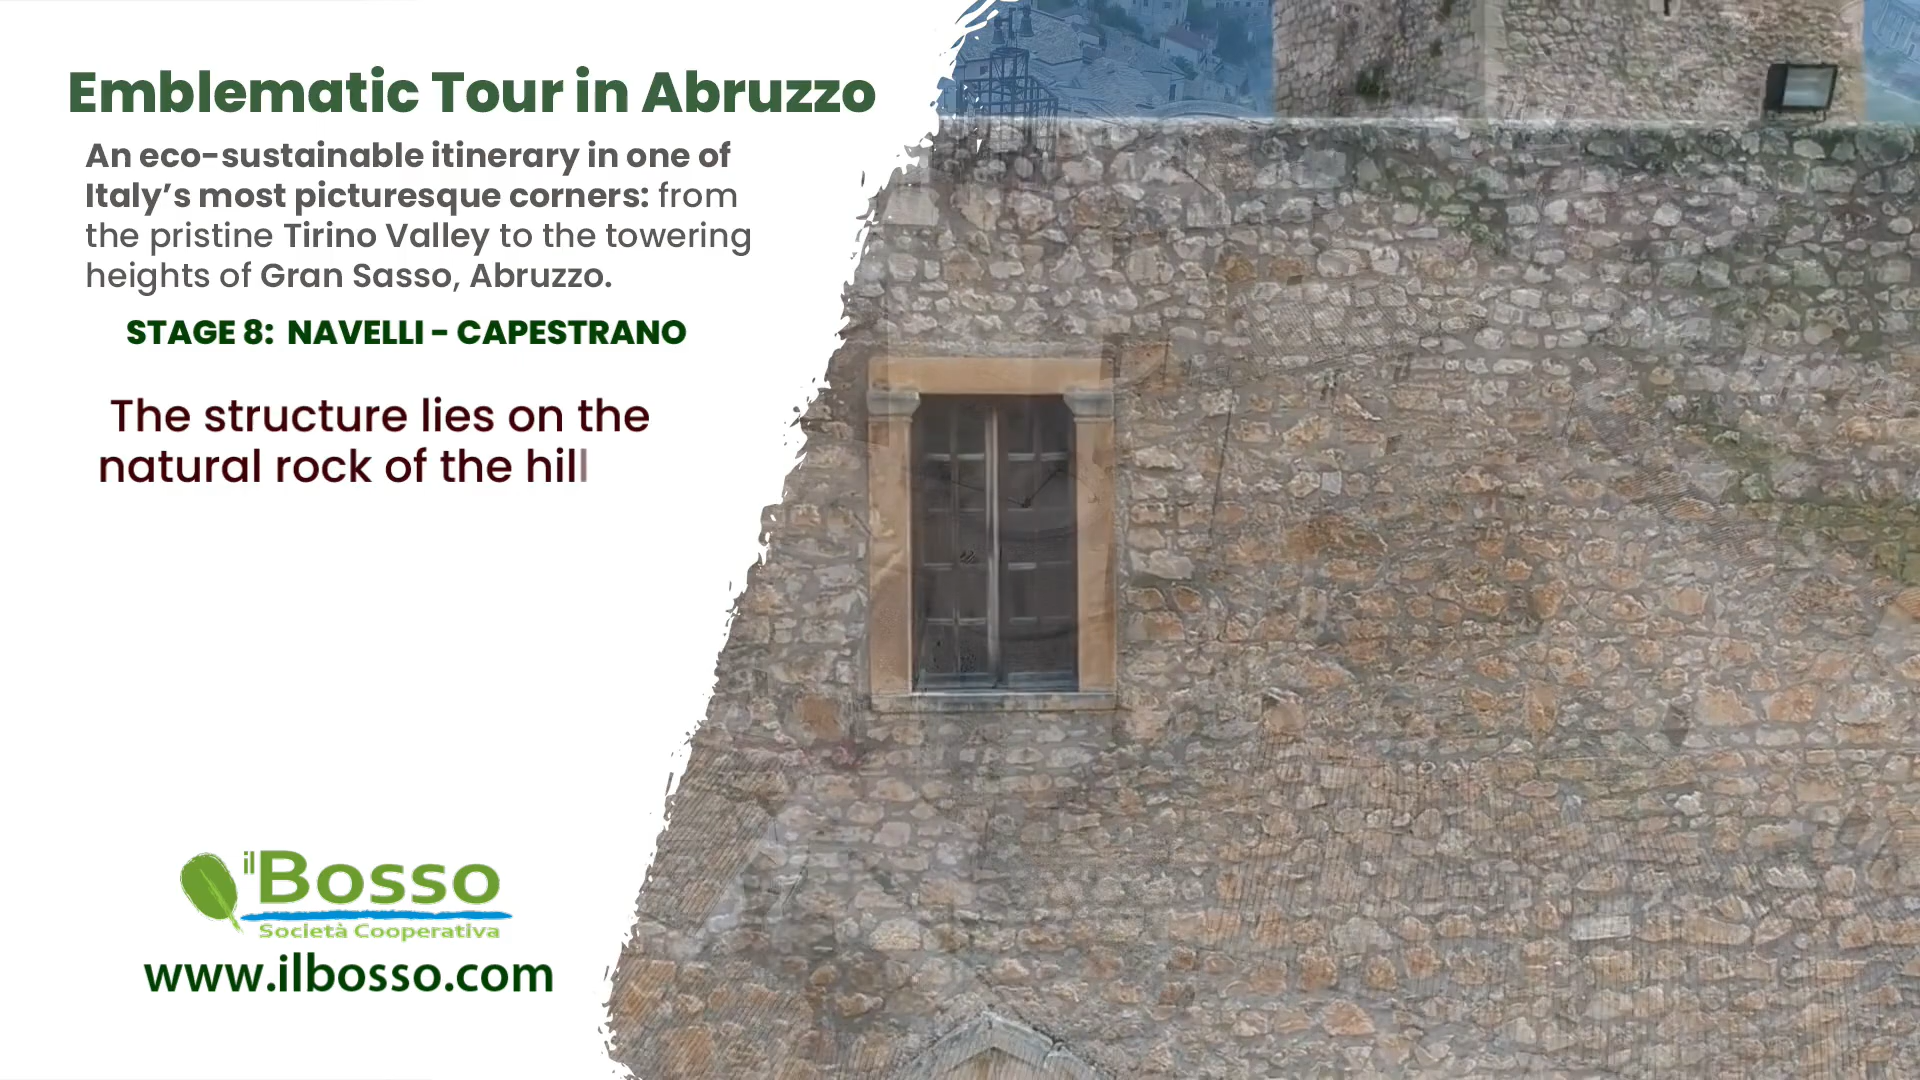 Emblematic Tour in Abruzzo
An eco-sustainable itinerary in one of
Italy’s most picturesque corners: from
the pristine Tirino Valley to the towering
heights of Gran Sasso, Abruzzo.
STAGE 8: NAVELLI - CAPESTRANO
The structure lies on the
natural rock of the hill
il Bosso
Società Cooperativa
www.ilbosso.com